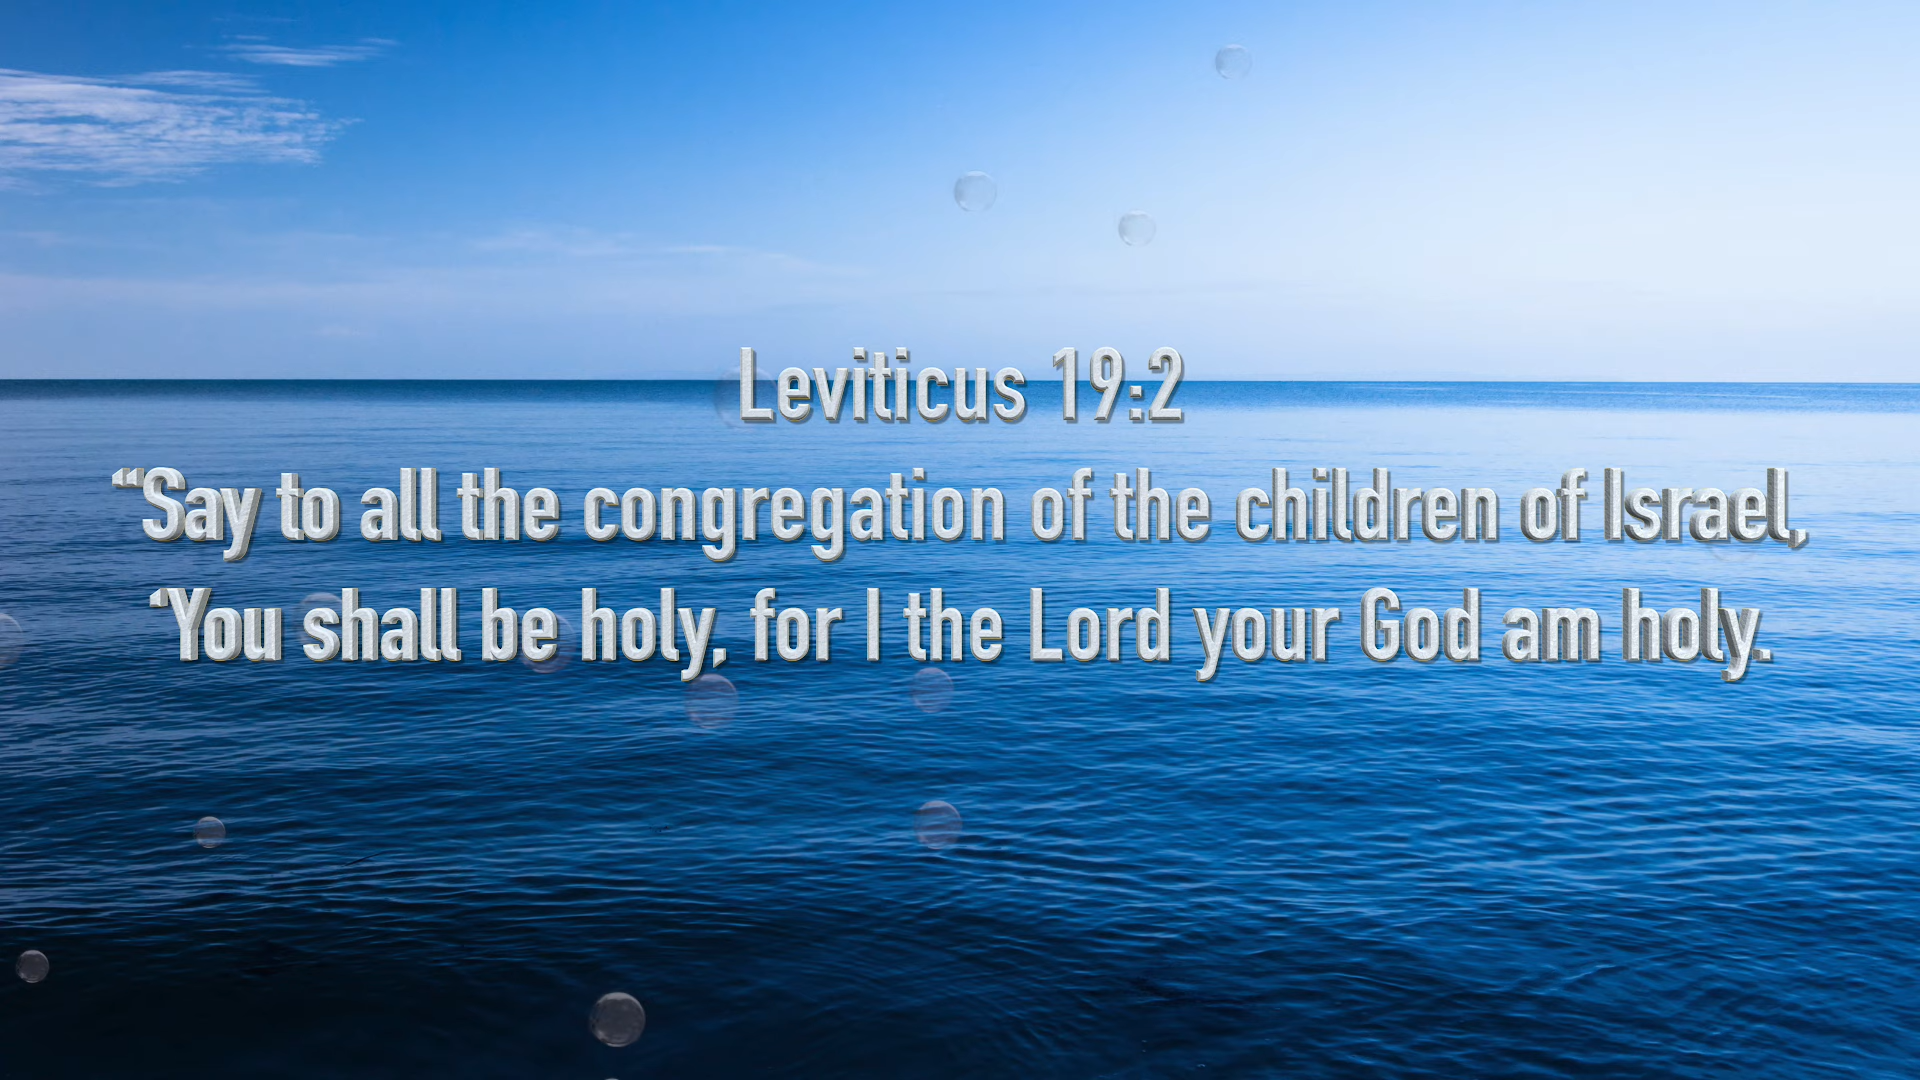 Leviticus 19:2
“Say to all the congregation of the children of Israel,
‘You shall be holy, for I the Lord your God am holy.